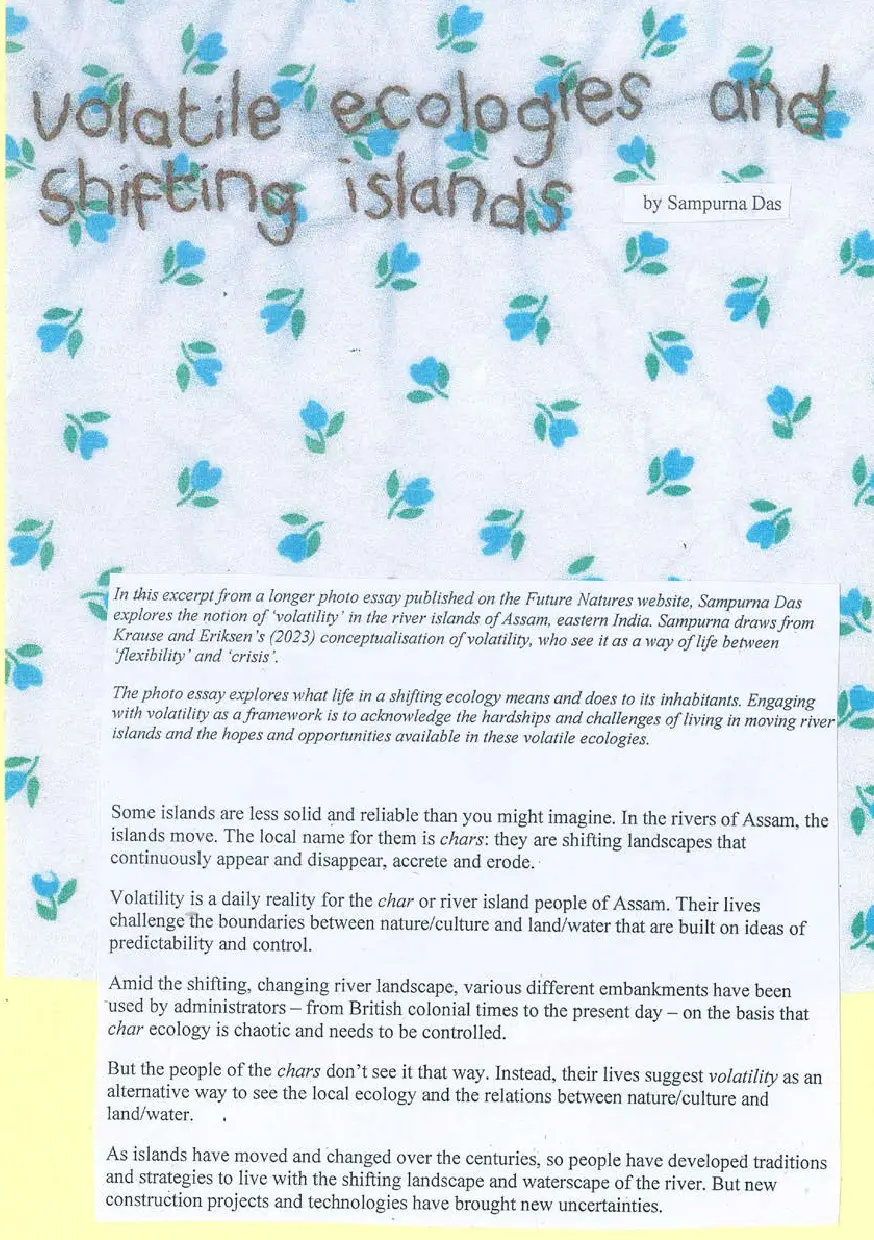 volatile ecologies and
shifting islands
by Sampurna Das
In this excerpt from a longer photo essay published on the Future Natures website, Sampurna Das
explores the notion of 'volatility' in the river islands of Assam, eastern India. Sampurna draws from
Krause and Eriksen's (2023) conceptualisation of volatility, who see it as a way of life between
'flexibility' and 'crisis'.
The photo essay explores what life in a shifting ecology means and does to its inhabitants. Engaging
with volatility as a framework is to acknowledge the hardships and challenges of living in moving river
islands and the hopes and opportunities available in these volatile ecologies.
Some islands are less solid and reliable than you might imagine. In the rivers of Assam, the
islands move. The local name for them is chars: they are shifting landscapes that
continuously appear and disappear, accrete and erode.
Volatility is a daily reality for the char or river island people of Assam. Their lives
challenge the boundaries between nature/culture and land/water that are built on ideas of
predictability and control.
Amid the shifting, changing river landscape, various different embankments have been
used by administrators – from British colonial times to the present day – on the basis that
char ecology is chaotic and needs to be controlled.
But the people of the chars don't see it that way. Instead, their lives suggest volatility as an
alternative way to see the local ecology and the relations between nature/culture and
land/water.
As islands have moved and changed over the centuries, so people have developed traditions
and strategies to live with the shifting landscape and waterscape of the river. But new
construction projects and technologies have brought new uncertainties.